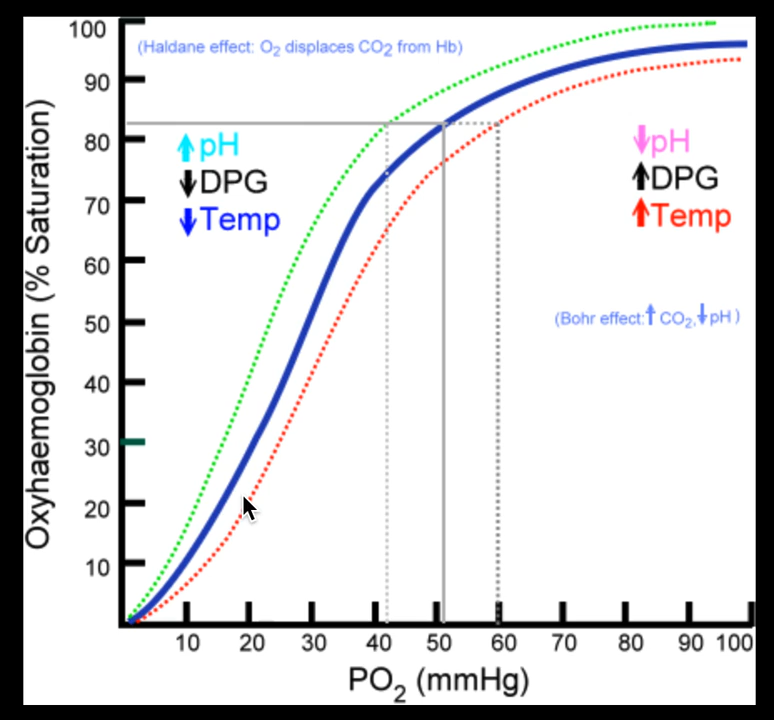 100
(Haldane effect: O2 displaces CO2 from Hb)
90
80
↑ pH
↓ DPG
↓ Temp
↓ pH
↑ DPG
↑ Temp
70
60
(Bohr effect:↑ CO2,↓ pH )
50
40
30
20
10
Oxyhaemoglobin (% Saturation)
10 20 30 40 50 60 70 80 90 100
PO2 (mmHg)